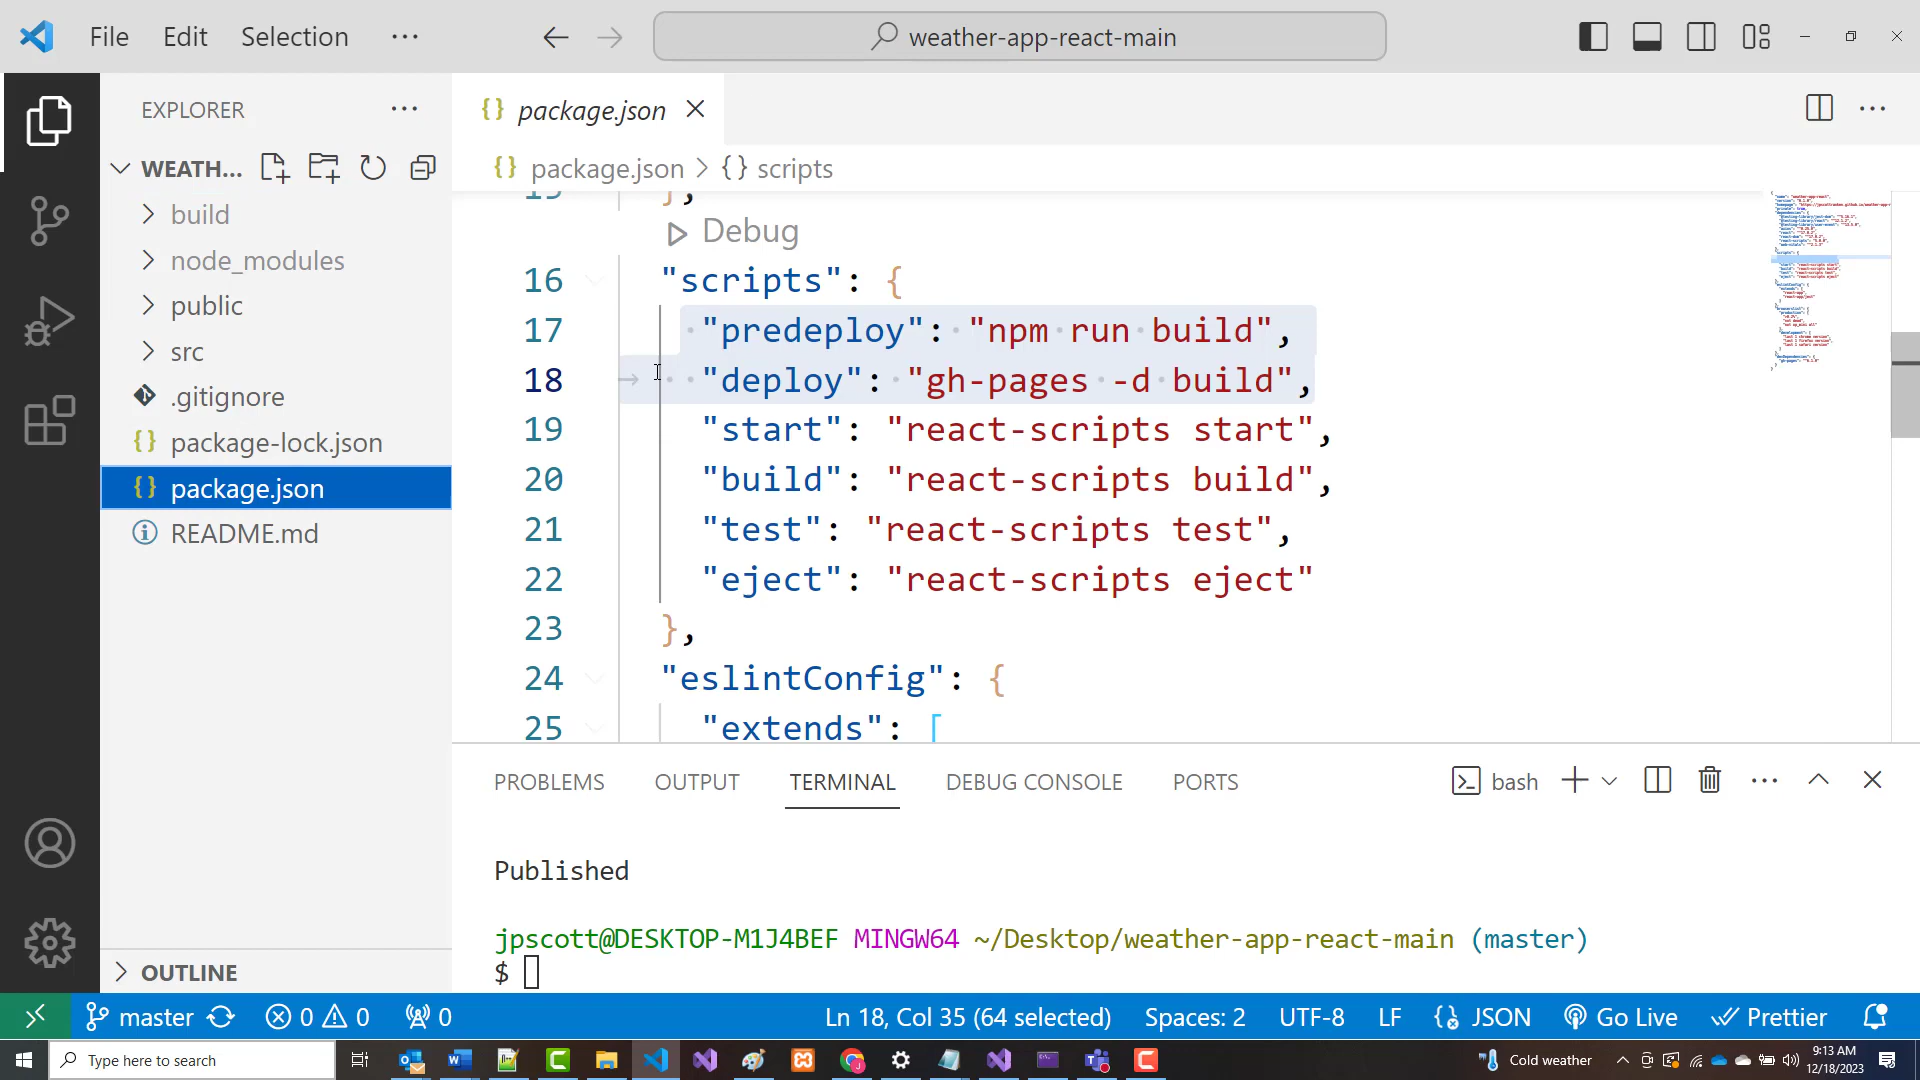 File Edit Selection ···
weather-app-react-main
EXPLORER
WEATH...
build
node_modules
public
src
.gitignore
package-lock.json
package.json
README.md
OUTLINE
package.json
package.json > {} scripts
15 },
Debug
16 "scripts": {
17 "predeploy": "npm run build",
18 "deploy": "gh-pages -d build",
19 "start": "react-scripts start",
20 "build": "react-scripts build",
21 "test": "react-scripts test",
22 "eject": "react-scripts eject"
23 },
24 "eslintConfig": {
25 "extends": [
PROBLEMS OUTPUT TERMINAL DEBUG CONSOLE PORTS
bash
Published
jpscott@DESKTOP-M1J4BEF MINGW64 ~/Desktop/weather-app-react-main (master)
$
master 0 0 0 Ln 18, Col 35 (64 selected) Spaces: 2 UTF-8 LF {} JSON Go Live Prettier
Type here to search
Cold weather
9:13 AM
12/18/2023